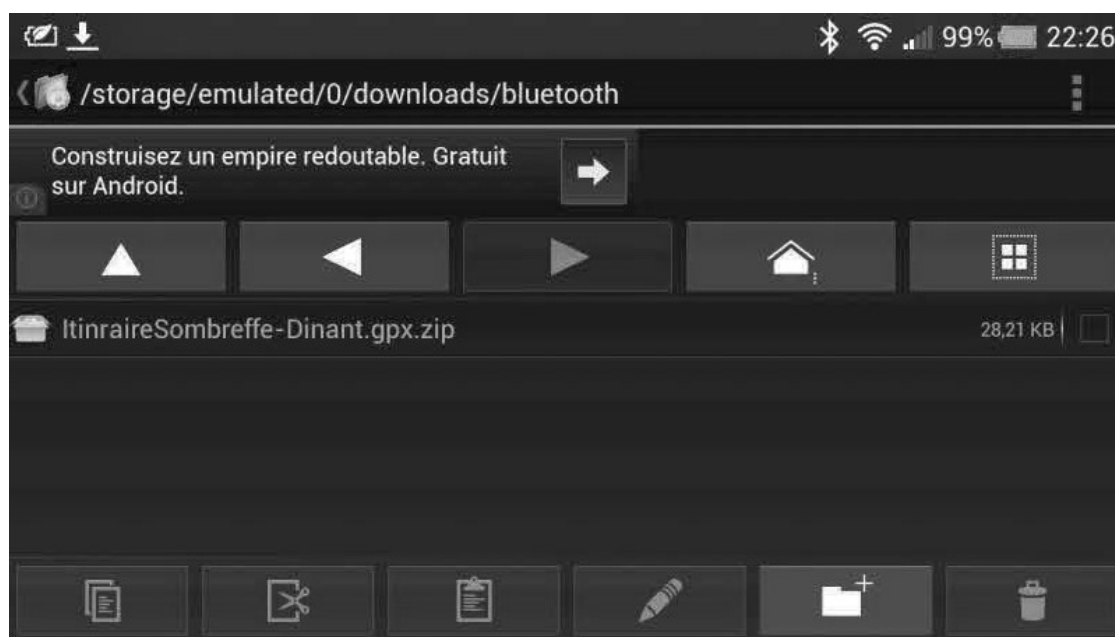 99% 22:26
/storage/emulated/0/downloads/bluetooth
Construisez un empire redoutable. Gratuit
sur Android.
ItinraireSombreffe-Dinant.gpx.zip 28,21 KB